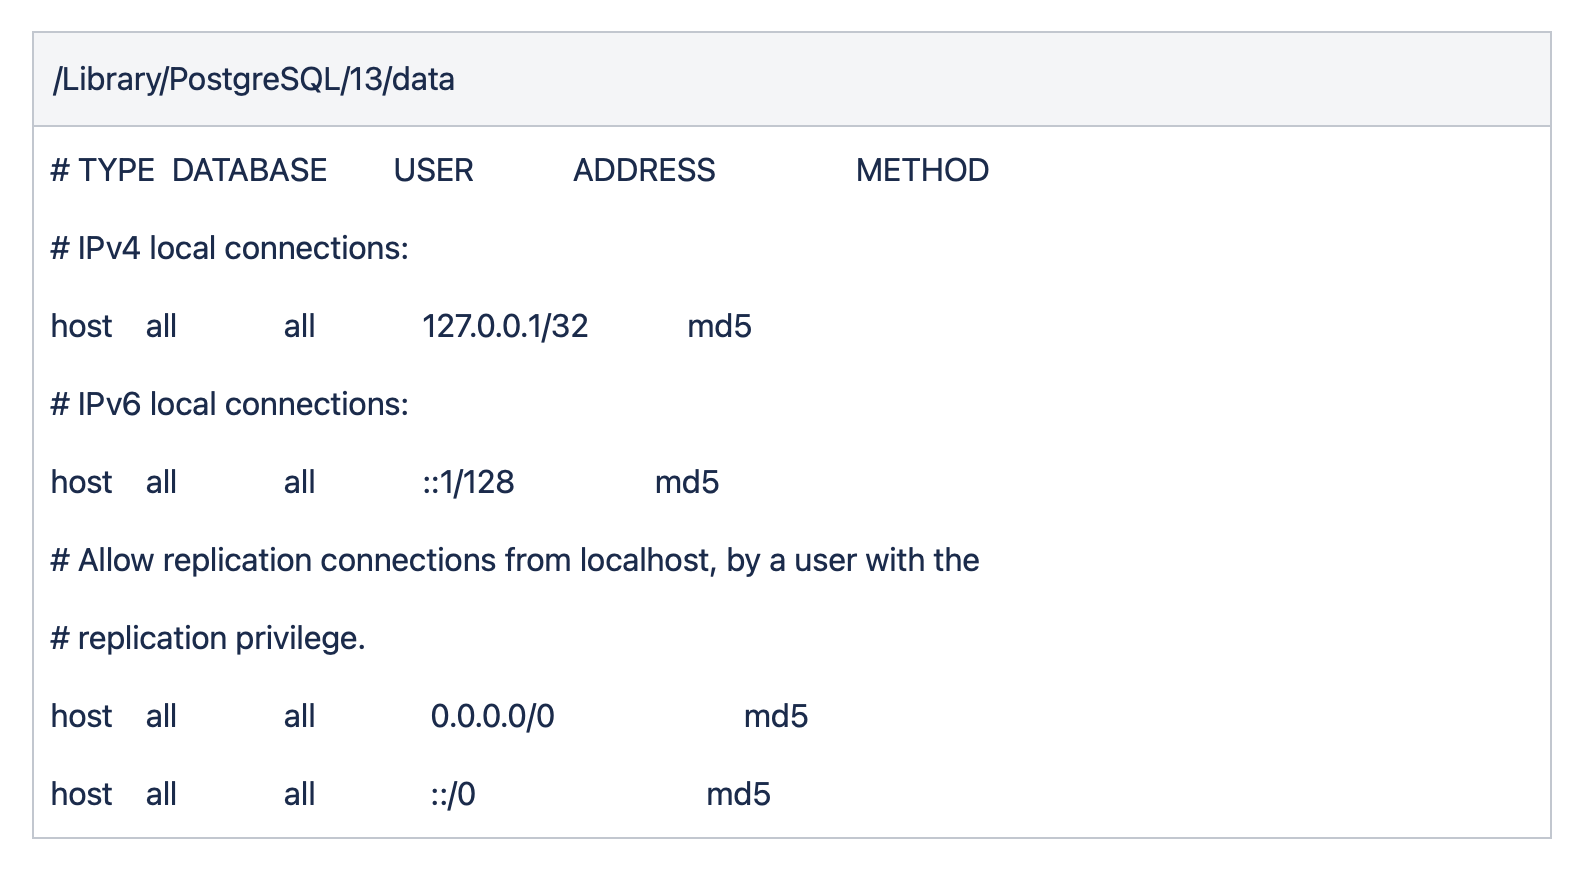 /Library/PostgreSQL/13/data
# TYPE DATABASE USER ADDRESS METHOD
# IPv4 local connections:
host all all 127.0.0.1/32 md5
# IPv6 local connections:
host all all ::1/128 md5
# Allow replication connections from localhost, by a user with the
# replication privilege.
host all all 0.0.0.0/0 md5
host all all ::/0 md5